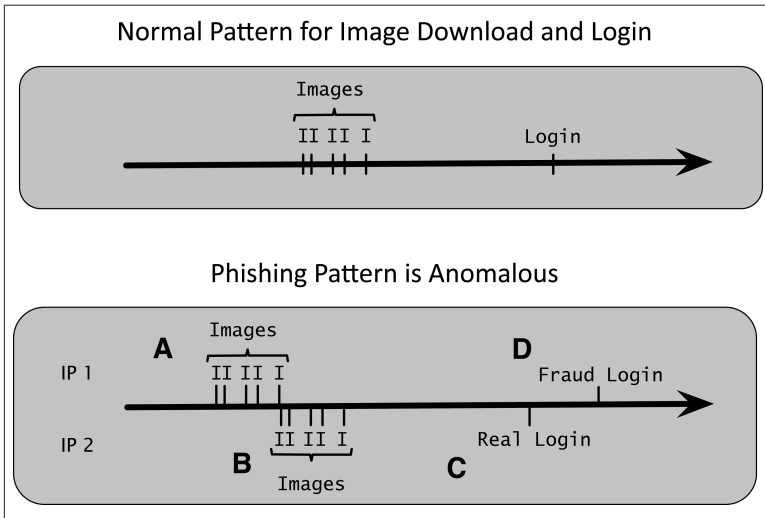 Normal Pattern for Image Download and Login
Images
II II I
Login
Phishing Pattern is Anomalous
A
Images
D
IP 1
II II I
Fraud Login
IP 2
II II I
Real Login
B
Images
C